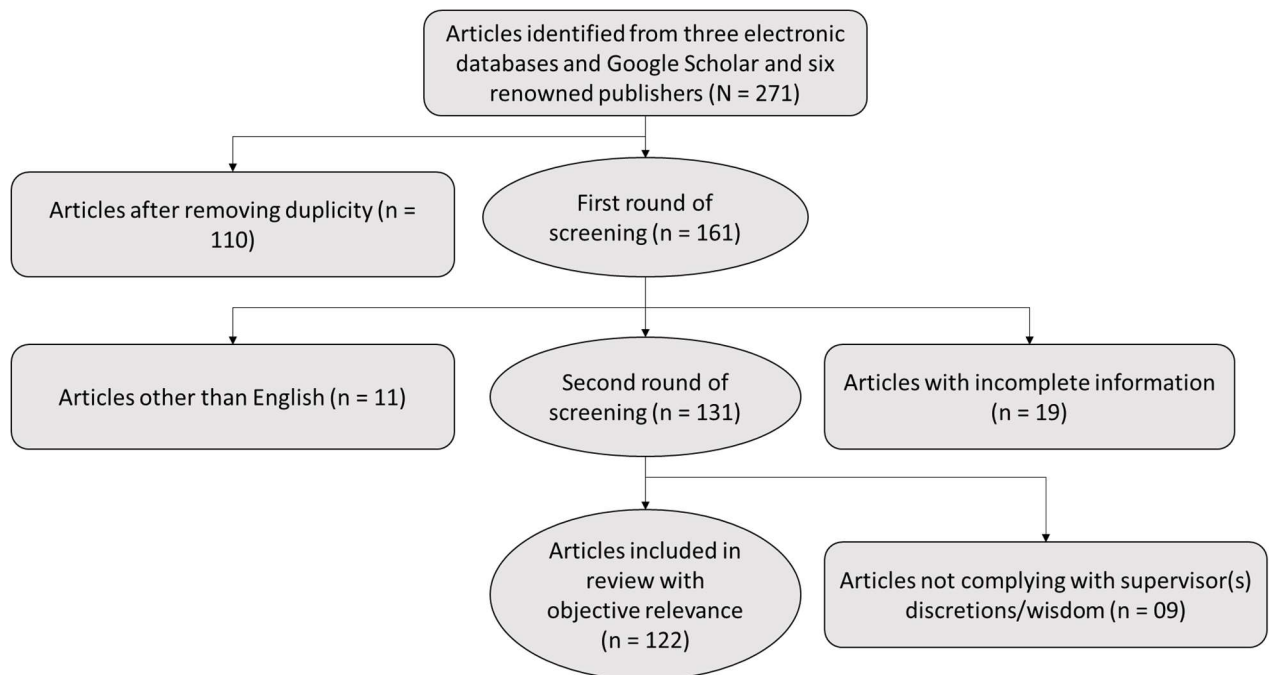 Articles identified from three electronic
databases and Google Scholar and six
renowned publishers (N = 271)
Articles after removing duplicity (n =
110)
First round of
screening (n = 161)
Articles other than English (n = 11)
Second round of
screening (n = 131)
Articles with incomplete information
(n = 19)
Articles included in
review with
objective relevance
(n = 122)
Articles not complying with supervisor(s)
discretions/wisdom (n = 09)